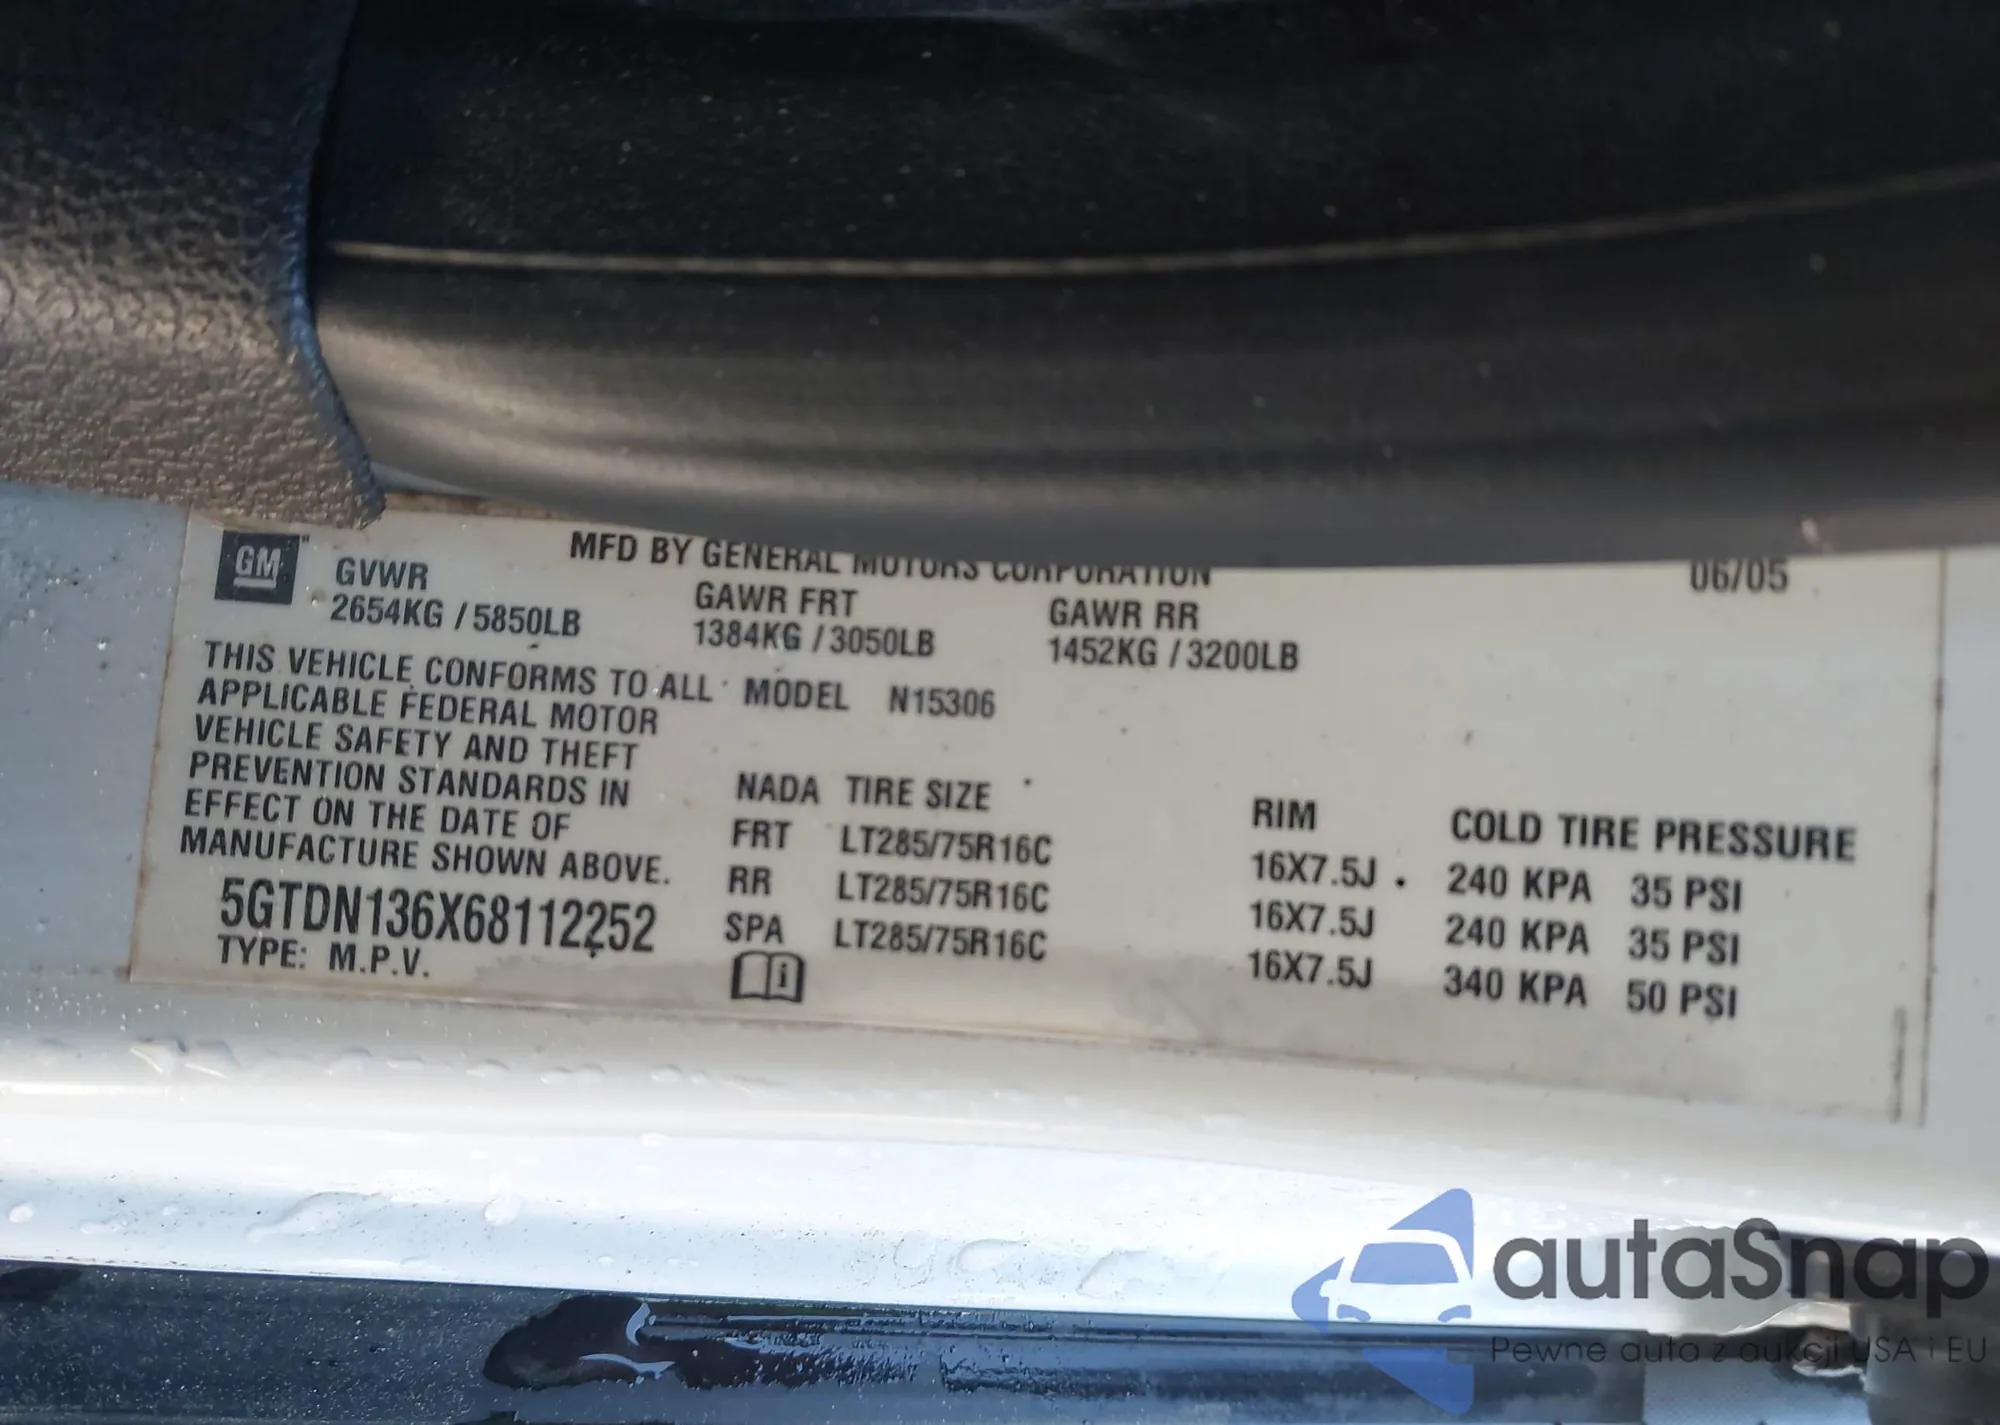 MFD BY GENERAL MOTORS CORPORATION 06/05
GM GVWR GAWR FRT GAWR RR
2654KG / 5850LB 1384KG / 3050LB 1452KG / 3200LB
THIS VEHICLE CONFORMS TO ALL
APPLICABLE FEDERAL MOTOR
VEHICLE SAFETY AND THEFT
PREVENTION STANDARDS IN
EFFECT ON THE DATE OF
MANUFACTURE SHOWN ABOVE.
5GTDN136X68112252
TYPE: M.P.V.
MODEL N15306
NADA TIRE SIZE RIM COLD TIRE PRESSURE
FRT LT285/75R16C 16X7.5J 240 KPA 35 PSI
RR LT285/75R16C 16X7.5J 240 KPA 35 PSI
SPA LT285/75R16C 16X7.5J 340 KPA 50 PSI
autaSnap
Pewne auta z aukcji USA i EU